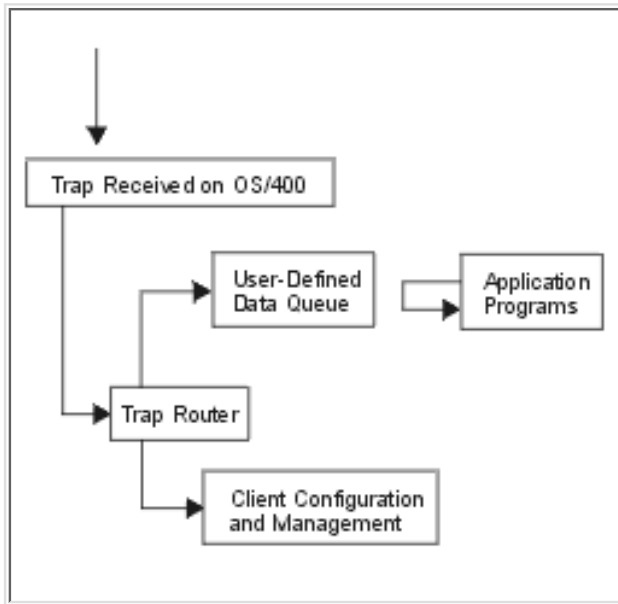 Trap Received on OS/400
User-Defined
Data Queue
Application
Programs
Trap Router
Client Configuration
and Management